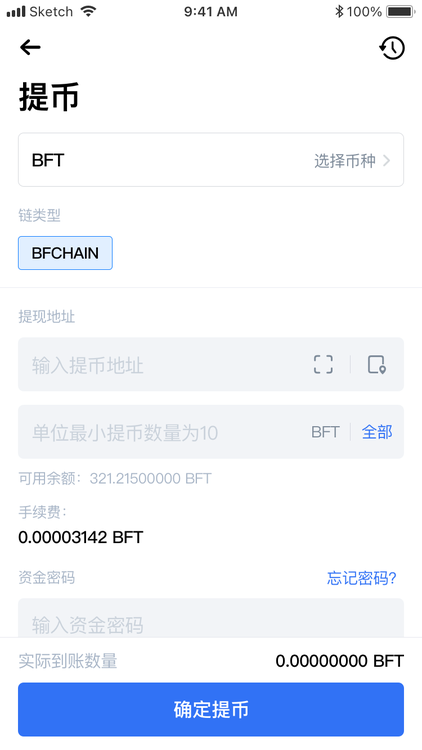 Sketch 9:41 AM 100%
提币
BFT 选择币种
链类型
BFCHAIN
提现地址
输入提币地址
单位最小提币数量为10 BFT 全部
可用余额：321.21500000 BFT
手续费：
0.00003142 BFT
资金密码 忘记密码?
输入资金密码
实际到账数量 0.00000000 BFT
确定提币